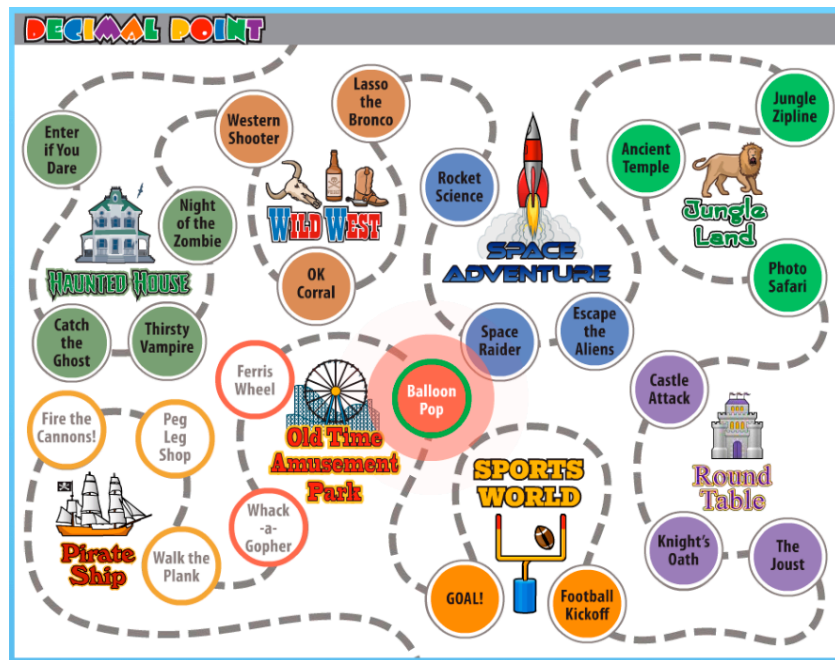 DECIMAL POINT
Enter
if You
Dare
Night
of the
Zombie
HAUNTED HOUSE
Catch
the
Ghost
Thirsty
Vampire
Western
Shooter
Lasso
the
Bronco
WILD WEST
OK
Corral
Rocket
Science
SPACE
ADVENTURE
Space
Raider
Escape
the
Aliens
Jungle
Zipline
Ancient
Temple
Jungle
Land
Photo
Safari
Castle
Attack
Round
Table
Knight's
Oath
The
Joust
SPORTS
WORLD
Football
Kickoff
GOAL!
Balloon
Pop
Ferris
Wheel
Old Time
Amusement
Park
Whack
-a-
Gopher
Fire the
Cannons!
Peg
Leg
Shop
Pirate
Ship
Walk the
Plank